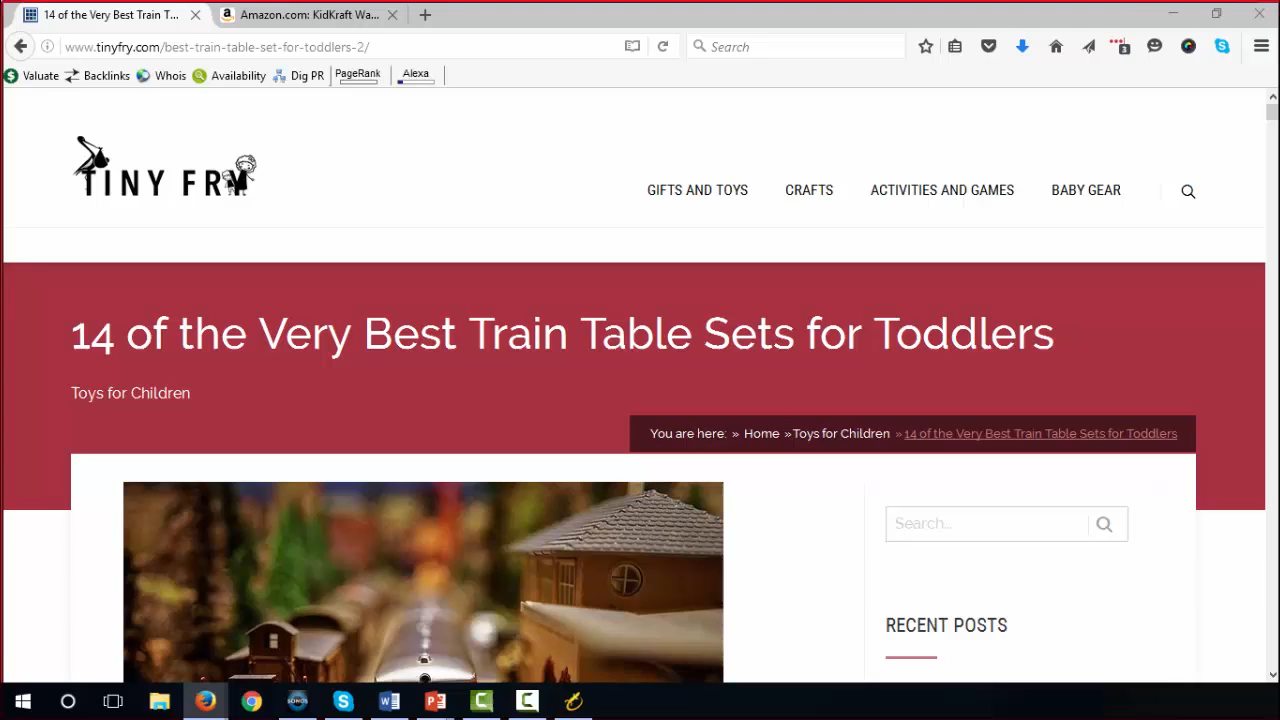 14 of the Very Best Train T...
Amazon.com: KidKraft Wa...
www.tinyfry.com/best-train-table-set-for-toddlers-2/
Search
3
Valuate
Backlinks
Whois
Availability
Dig PR
PageRank
Alexa
TINY FRY
GIFTS AND TOYS
CRAFTS
ACTIVITIES AND GAMES
BABY GEAR
14 of the Very Best Train Table Sets for Toddlers
Toys for Children
You are here: » Home »Toys for Children »14 of the Very Best Train Table Sets for Toddlers
Search...
RECENT POSTS
SONOS